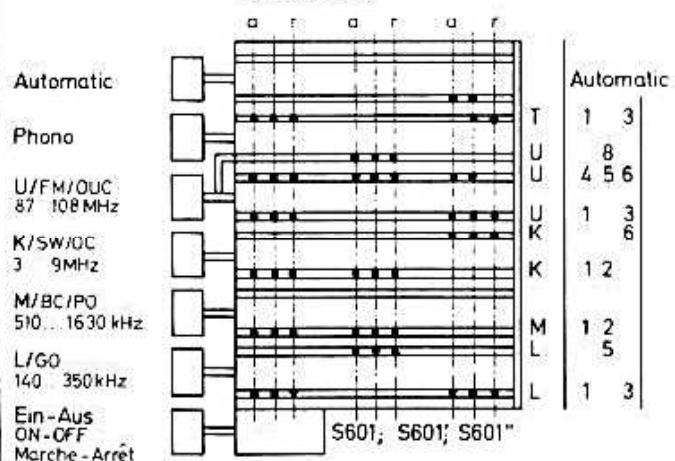 a r a r a r
Automatic Automatic
T 1 3
Phono
U 8
U/FM/OUC U 4 5 6
87 108 MHz
U 1 3
K/SW/OC K 6
3 9MHz
K 1 2
M/BC/PO
510...1630 kHz M 1 2
L 5
L/GO
140...350kHz L 1 3
Ein-Aus
ON-OFF S601; S601'; S601"
Marche-Arrêt